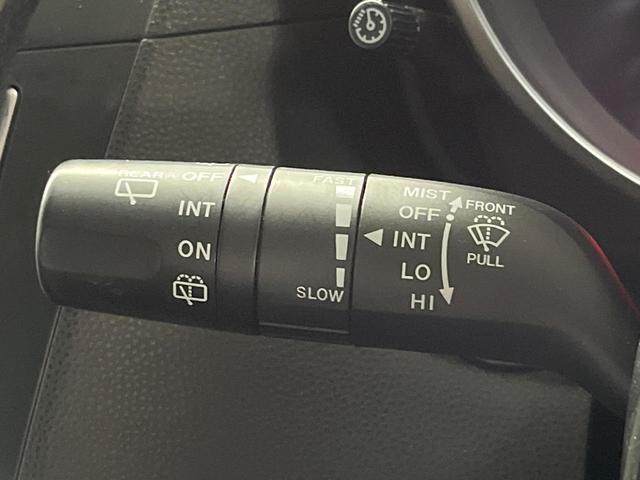 REAR OFF
INT
ON
FAST
SLOW
MIST
OFF
INT
LO
HI
FRONT
PULL